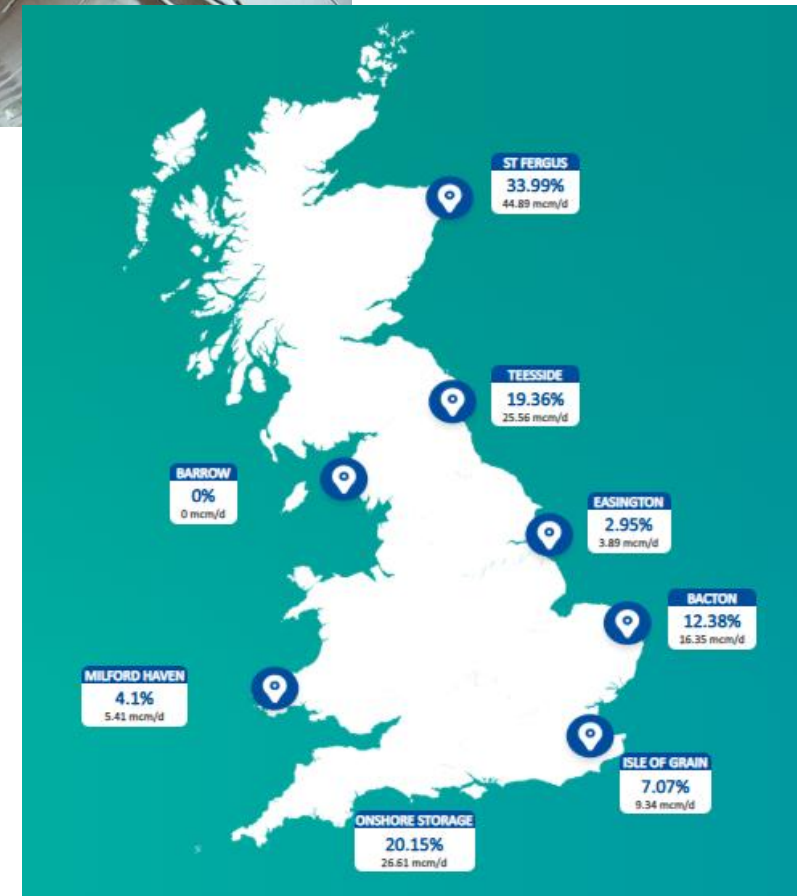 ST FERGUS
33.99%
44.89 mcm/d
TEESSIDE
19.36%
25.56 mcm/d
BARROW
0%
0 mcm/d
EASINGTON
2.95%
3.89 mcm/d
BACTON
12.38%
16.35 mcm/d
MILFORD HAVEN
4.1%
5.41 mcm/d
ISLE OF GRAIN
7.07%
9.34 mcm/d
ONSHORE STORAGE
20.15%
26.61 mcm/d